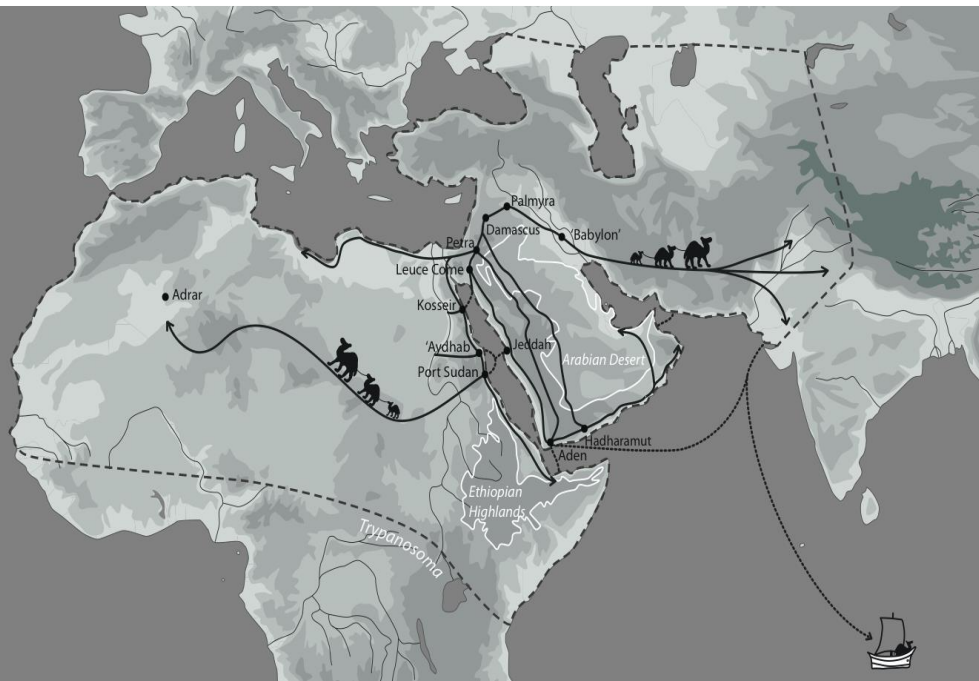 Palmyra
Damascus
'Babylon'
Petra
Leuce Come
Adrar
Kosseir
'Aydhab
Jeddah
Arabian Desert
Port Sudan
Hadharamut
Aden
Ethiopian
Highlands
Trypanosoma